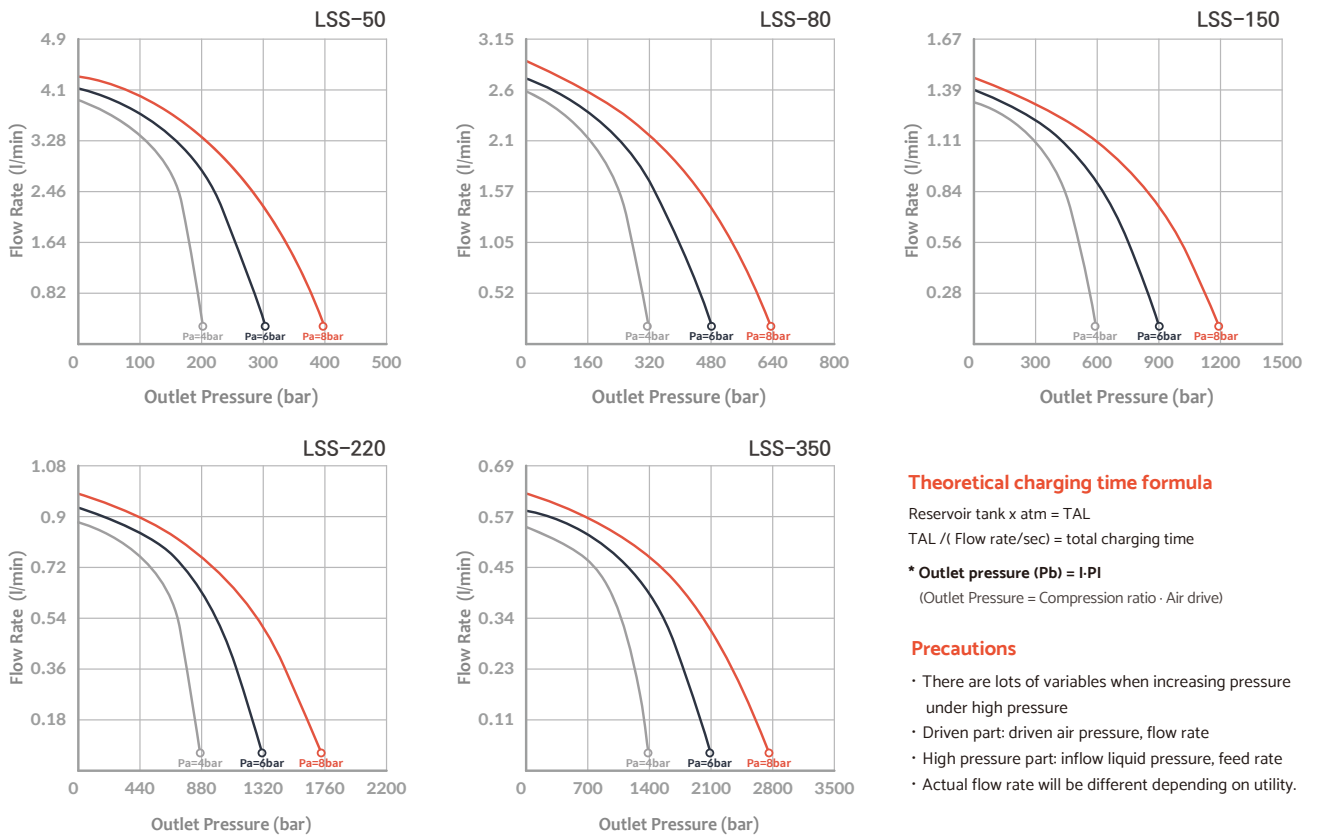 LSS-50
4.9
4.1
3.28
2.46
1.64
0.82
Flow Rate (l/min)
Pa=4bar
Pa=6bar
Pa=8bar
0 100 200 300 400 500
Outlet Pressure (bar)
LSS-80
3.15
2.6
2.1
1.57
1.05
0.52
Flow Rate (l/min)
Pa=4bar
Pa=6bar
Pa=8bar
0 160 320 480 640 800
Outlet Pressure (bar)
LSS-150
1.67
1.39
1.11
0.84
0.56
0.28
Flow Rate (l/min)
Pa=4bar
Pa=6bar
Pa=8bar
0 300 600 900 1200 1500
Outlet Pressure (bar)
LSS-220
1.08
0.9
0.72
0.54
0.36
0.18
Flow Rate (l/min)
Pa=4bar
Pa=6bar
Pa=8bar
0 440 880 1320 1760 2200
Outlet Pressure (bar)
LSS-350
0.69
0.57
0.45
0.34
0.23
0.11
Flow Rate (l/min)
Pa=4bar
Pa=6bar
Pa=8bar
0 700 1400 2100 2800 3500
Outlet Pressure (bar)
Theoretical charging time formula
Reservoir tank x atm = TAL
TAL /( Flow rate/sec) = total charging time
* Outlet pressure (Pb) = I·PI
(Outlet Pressure = Compression ratio · Air drive)
Precautions
· There are lots of variables when increasing pressure
under high pressure
· Driven part: driven air pressure, flow rate
· High pressure part: inflow liquid pressure, feed rate
· Actual flow rate will be different depending on utility.